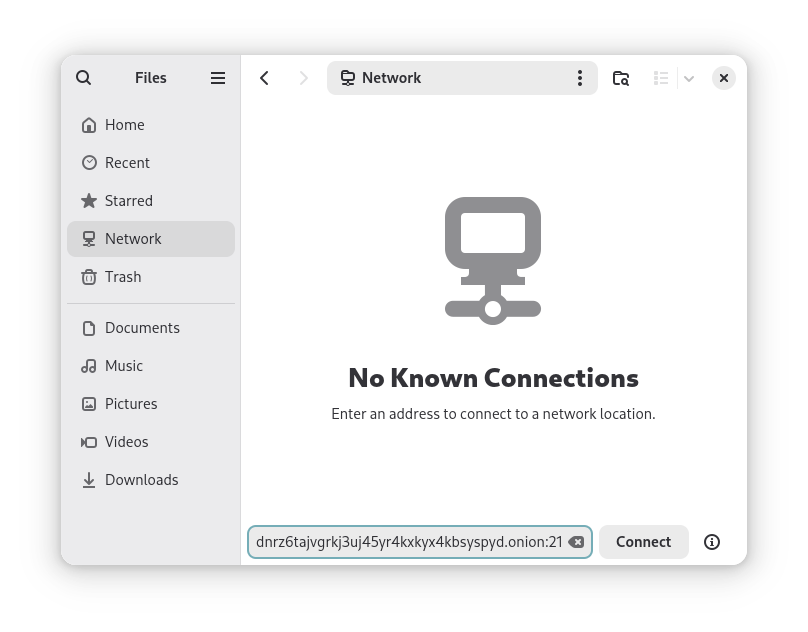 Files
Network
Home
Recent
Starred
Network
Trash
Documents
Music
Pictures
Videos
Downloads
No Known Connections
Enter an address to connect to a network location.
dnrz6tajvgrkj3uj45yr4kxkyx4kbsyspyd.onion:21
Connect